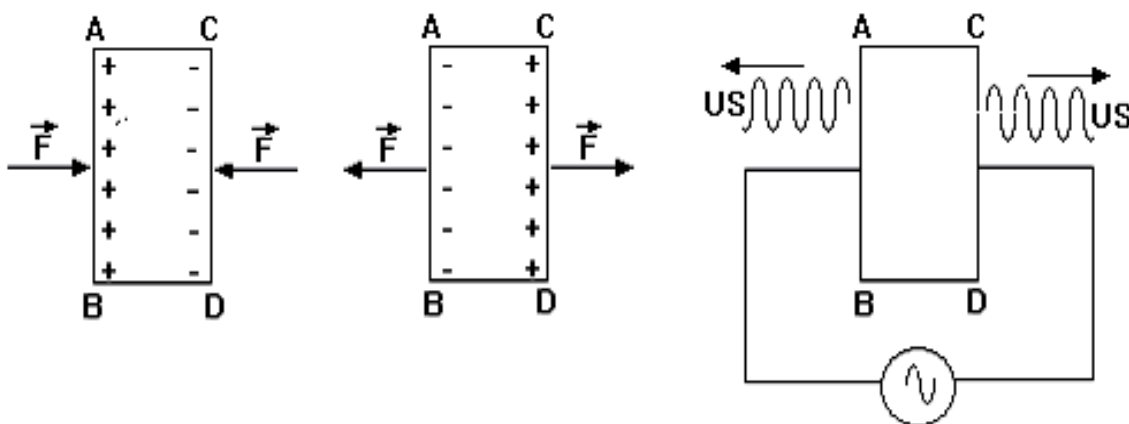 A C A C A C
+ - - +
+ - - + US US
+ - - +
F F F F
+ - - +
+ - - +
+ - - +
B D B D B D